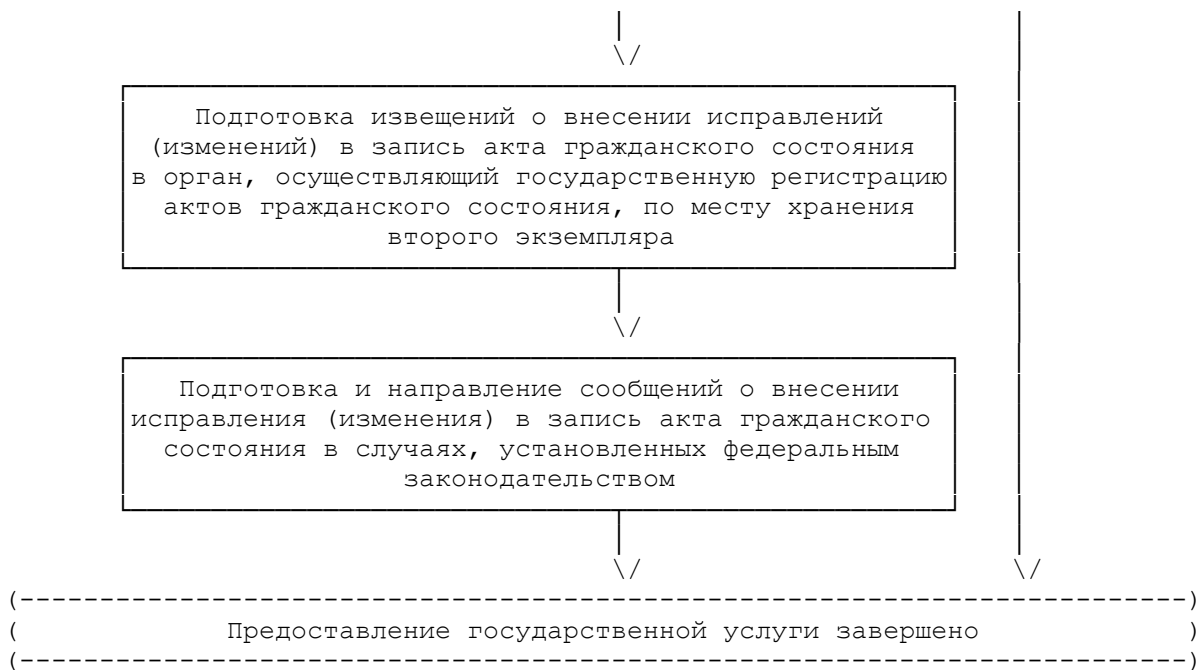 Подготовка извещений о внесении исправлений
(изменений) в запись акта гражданского состояния
в орган, осуществляющий государственную регистрацию
актов гражданского состояния, по месту хранения
второго экземпляра
Подготовка и направление сообщений о внесении
исправления (изменения) в запись акта гражданского
состояния в случаях, установленных федеральным
законодательством
Предоставление государственной услуги завершено